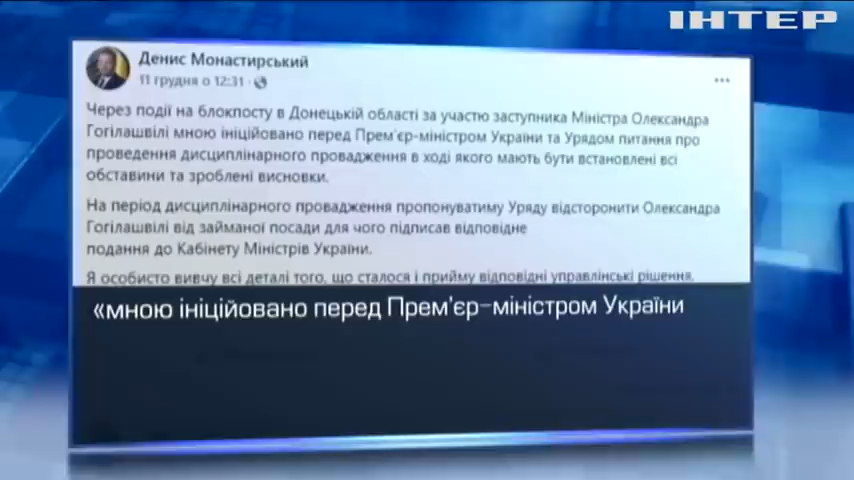 ІНТЕР
Денис Монастирський
11 грудня о 12:31 ·
Через події на блокпосту в Донецькій області за участю заступника Міністра Олександра
Гогілашвілі мною ініційовано перед Прем'єр-міністром України та Урядом питання про
проведення дисциплінарного провадження в ході якого мають бути встановлені всі
обставини та зроблені висновки.
На період дисциплінарного провадження пропонуватиму Уряду відсторонити Олександра
Гогілашвілі від займаної посади для чого підписав відповідне
подання до Кабінету Міністрів України.
Я особисто вивчу всі деталі того, що сталося і прийму відповідні управлінські рішення.
«мною ініційовано перед Прем'єр-міністром України